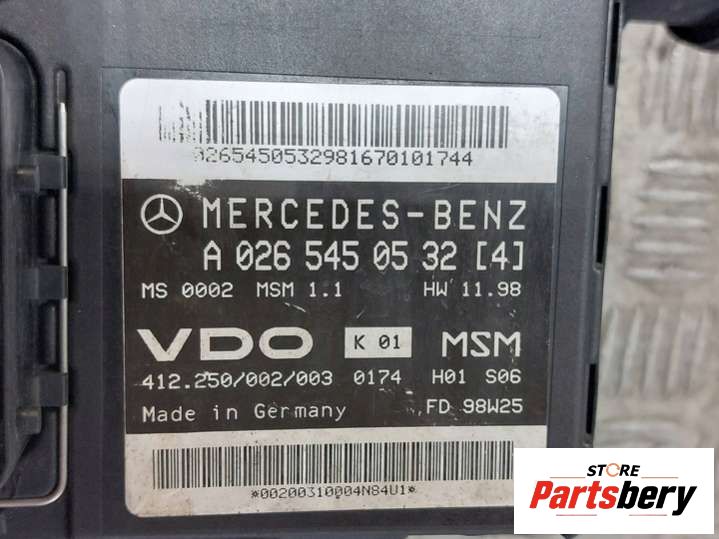 0265450532981670101744
MERCEDES-BENZ
A 026 545 05 32 [4]
MS 0002 MSM 1.1 HW 11.98
VDO K 01 MSM
412.250/002/003 0174 H01 S06
Made in Germany FD 98W25
*00200310004N84U1*
STORE
Partsbery